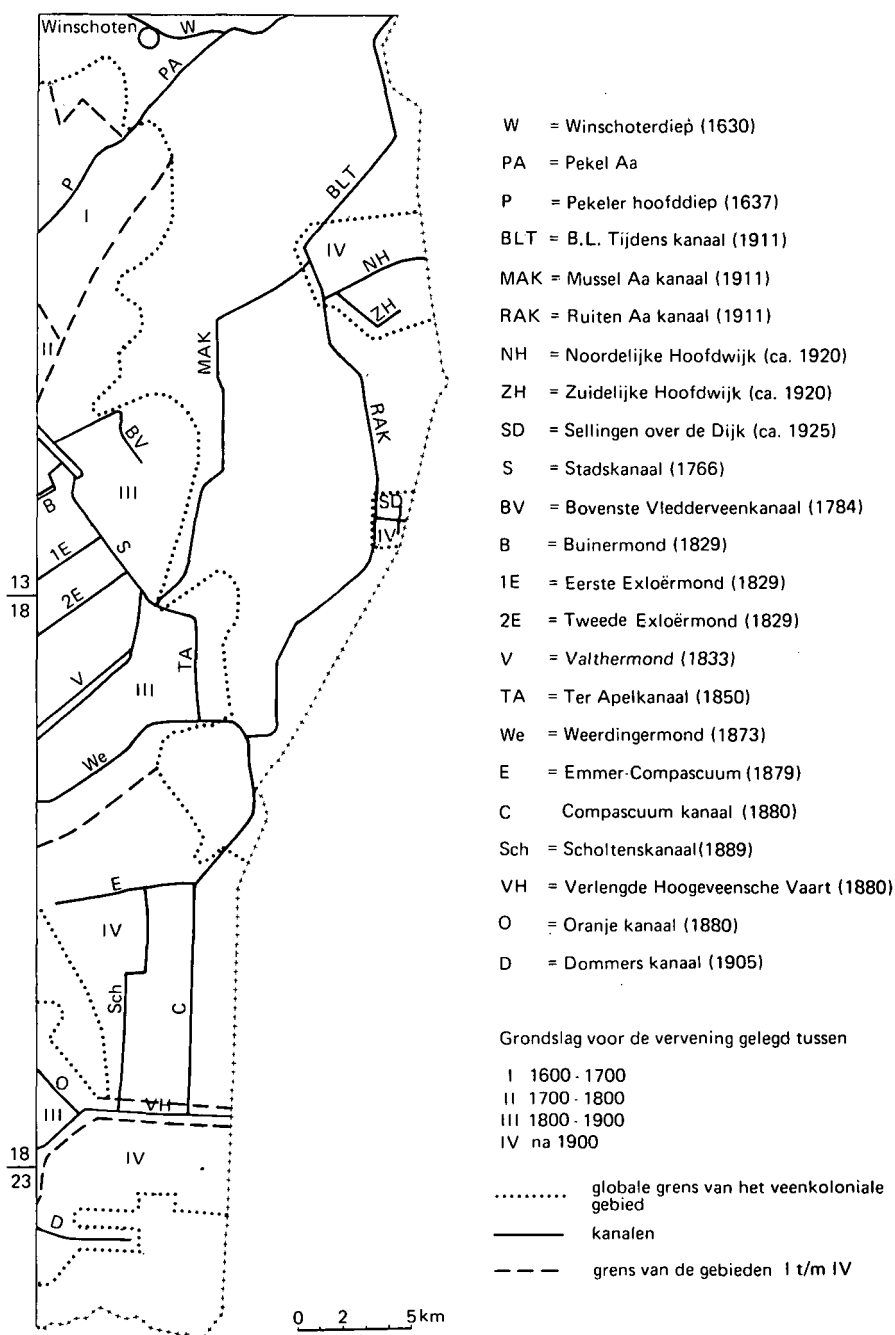 Winschoten
W
PA
P
I
BLT
IV
NH
ZH
II
MAK
RAK
BV
III
SD
IV
B
S
1E
13
18
2E
V
TA
III
We
E
IV
Sch
C
O
VH
III
18
23
IV
D
0 2 5km
W = Winschoterdiep (1630)
PA = Pekel Aa
P = Pekeler hoofddiep (1637)
BLT = B.L. Tijdens kanaal (1911)
MAK = Mussel Aa kanaal (1911)
RAK = Ruiten Aa kanaal (1911)
NH = Noordelijke Hoofdwijk (ca. 1920)
ZH = Zuidelijke Hoofdwijk (ca. 1920)
SD = Sellingen over de Dijk (ca. 1925)
S = Stadskanaal (1766)
BV = Bovenste Vledderveenkanaal (1784)
B = Buinermond (1829)
1E = Eerste Exloërmond (1829)
2E = Tweede Exloërmond (1829)
V = Valthermond (1833)
TA = Ter Apelkanaal (1850)
We = Weerdingermond (1873)
E = Emmer-Compascuum (1879)
C Compascuum kanaal (1880)
Sch = Scholtenskanaal(1889)
VH = Verlengde Hoogeveensche Vaart (1880)
O = Oranje kanaal (1880)
D = Dommers kanaal (1905)
Grondslag voor de vervening gelegd tussen
I 1600 - 1700
II 1700 - 1800
III 1800 - 1900
IV na 1900
globale grens van het veenkoloniale
gebied
kanalen
grens van de gebieden I t/m IV